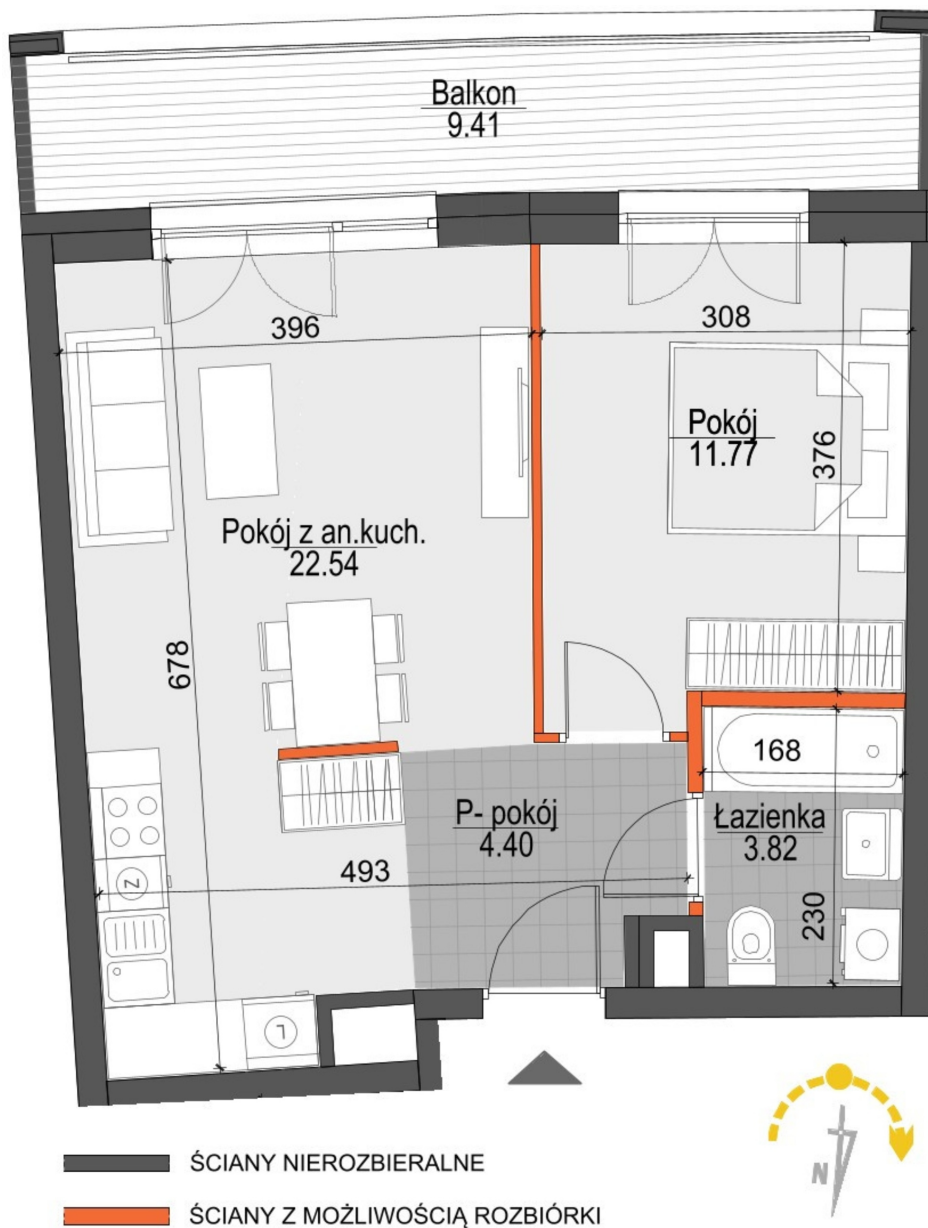 Balkon
9.41
396
308
Pokój
11.77
376
Pokój z an.kuch.
22.54
678
168
P- pokój
4.40
Łazienka
3.82
493
Z
230
L
N
ŚCIANY NIEROZBIERALNE
ŚCIANY Z MOŻLIWOŚCIĄ ROZBIÓRKI